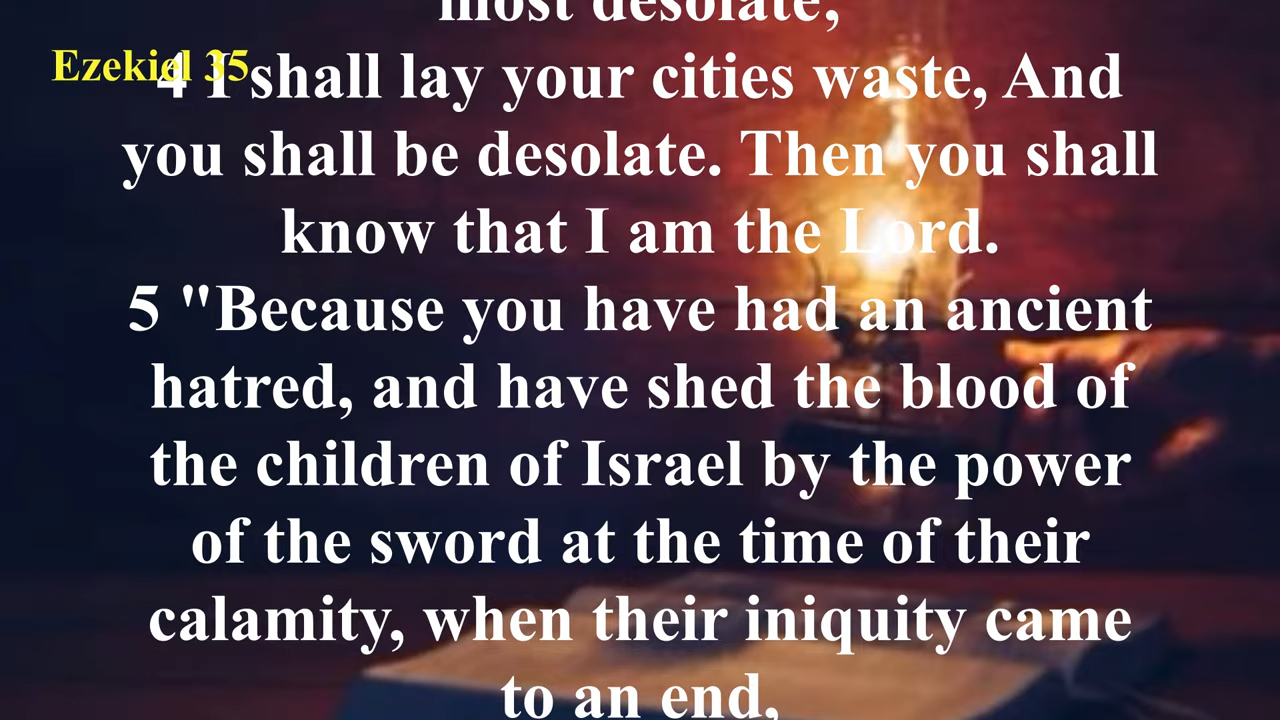 most desolate;
Ezekiel 35
4 I shall lay your cities waste, And
you shall be desolate. Then you shall
know that I am the Lord.
5 "Because you have had an ancient
hatred, and have shed the blood of
the children of Israel by the power
of the sword at the time of their
calamity, when their iniquity came
to an end,